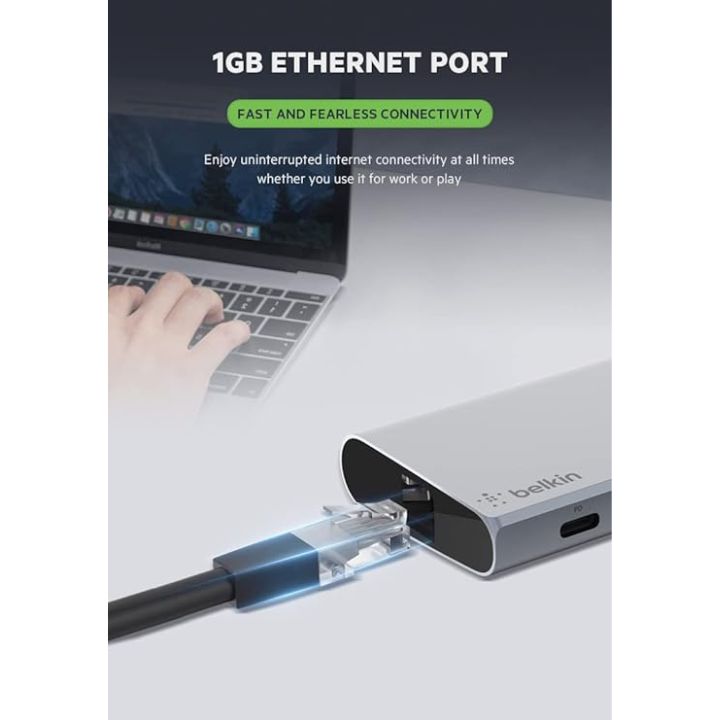 1GB ETHERNET PORT
FAST AND FEARLESS CONNECTIVITY
Enjoy uninterrupted internet connectivity at all times
whether you use it for work or play
belkin
PD